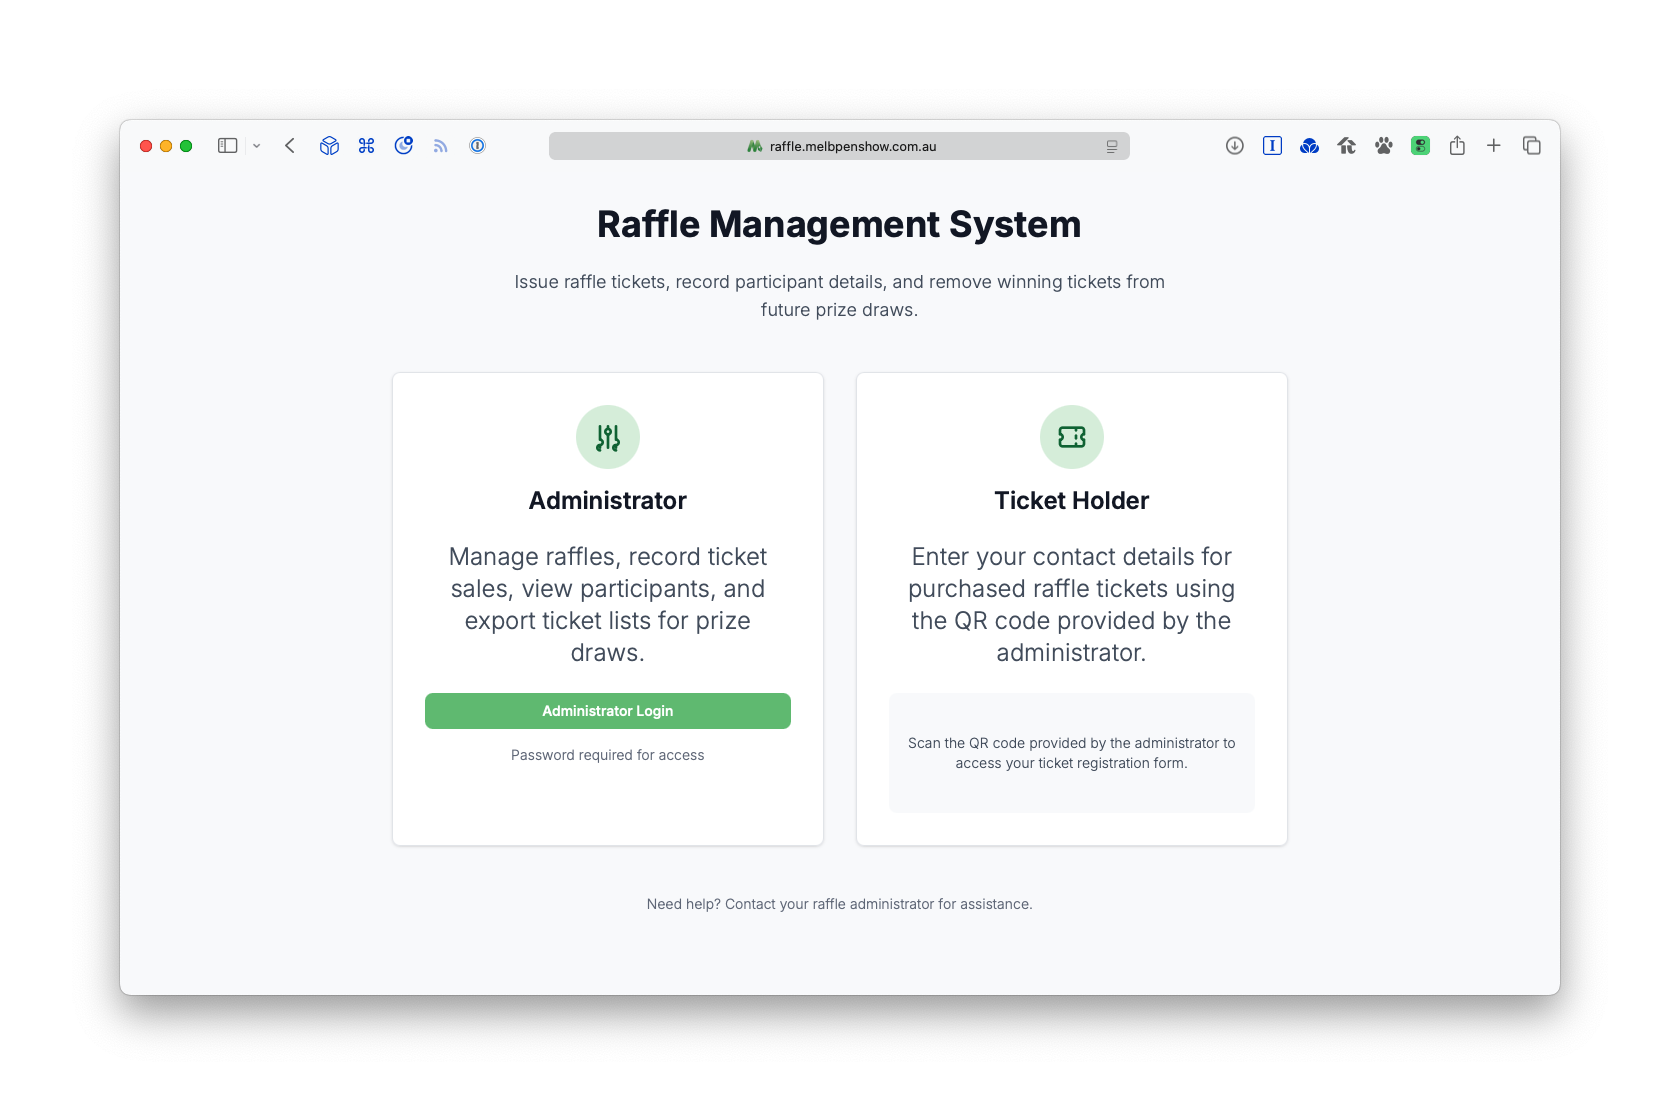 raffle.melbpenshow.com.au
Raffle Management System
Issue raffle tickets, record participant details, and remove winning tickets from
future prize draws.
Administrator
Manage raffles, record ticket
sales, view participants, and
export ticket lists for prize
draws.
Administrator Login
Password required for access
Ticket Holder
Enter your contact details for
purchased raffle tickets using
the QR code provided by the
administrator.
Scan the QR code provided by the administrator to
access your ticket registration form.
Need help? Contact your raffle administrator for assistance.